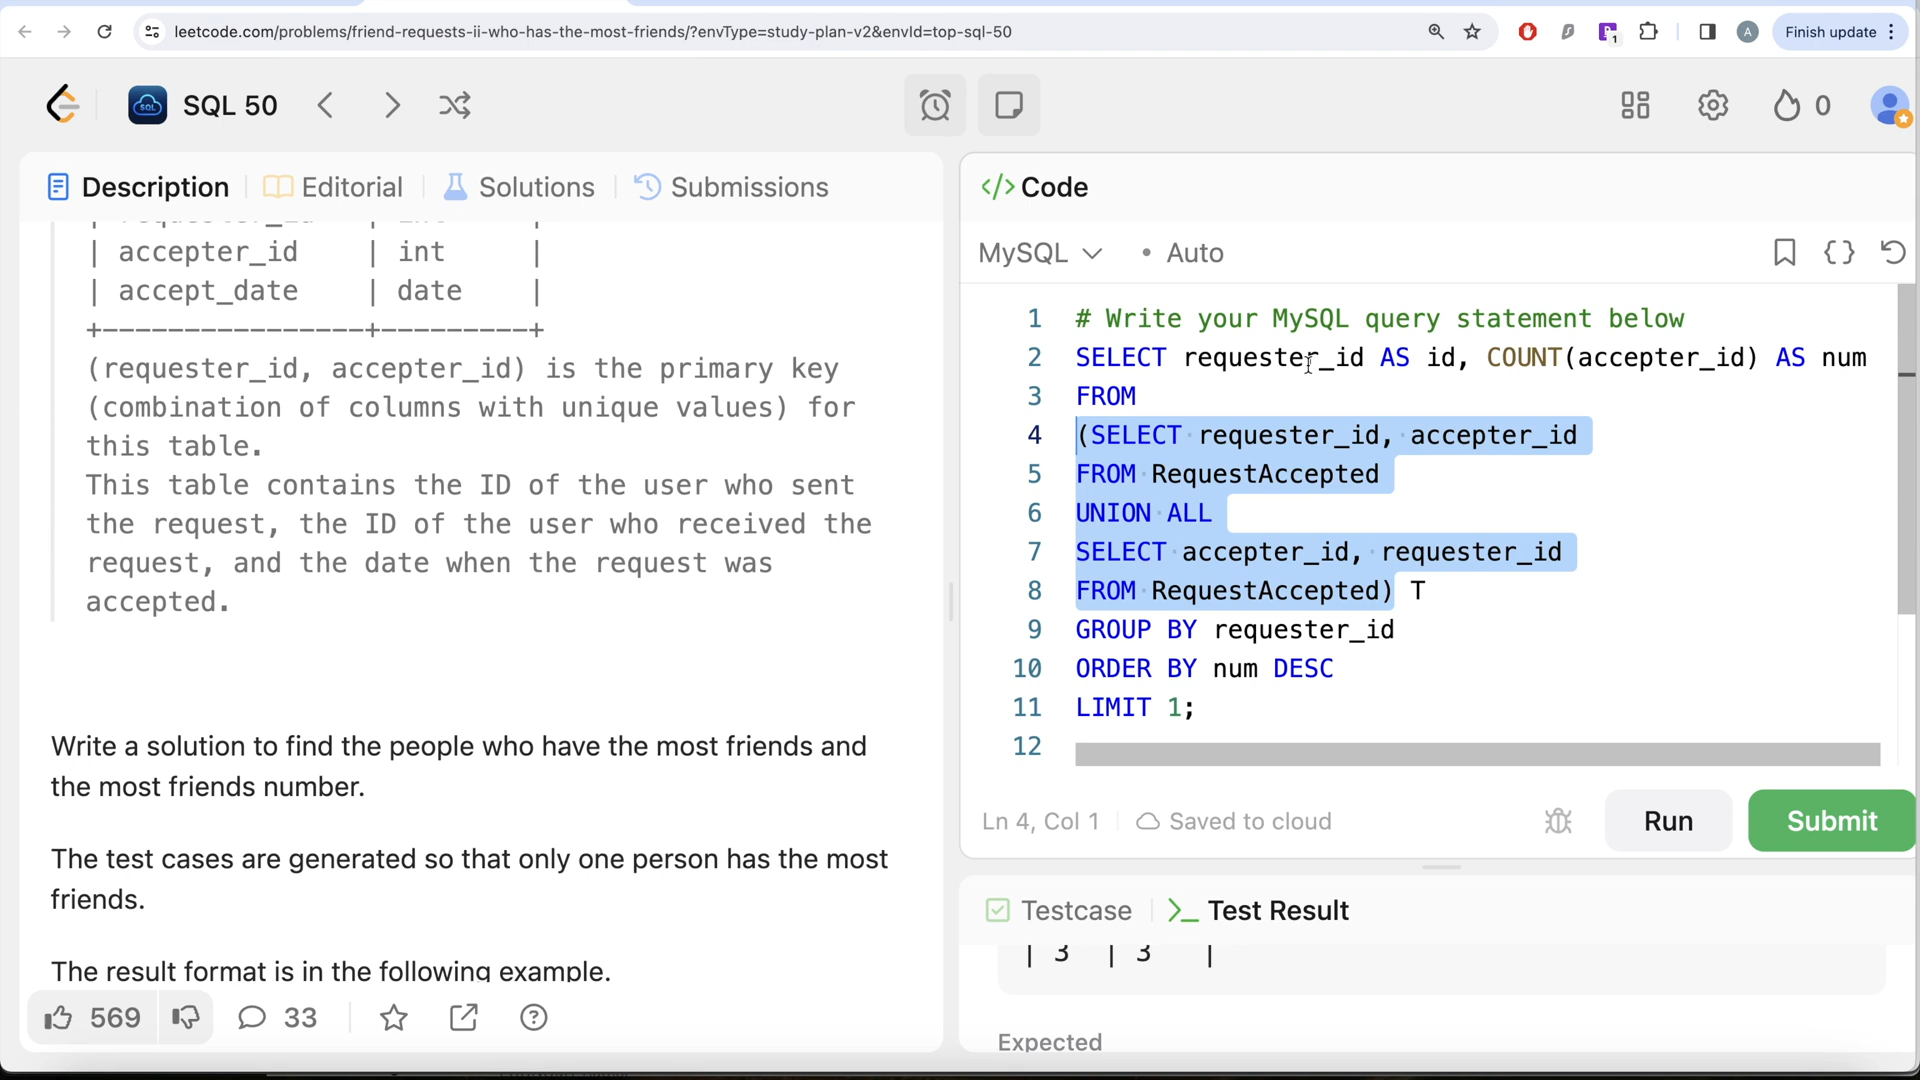 leetcode.com/problems/friend-requests-ii-who-has-the-most-friends/?envType=study-plan-v2&envId=top-sql-50
1
A
Finish update
SQL
SQL 50
0
Description
Editorial
Solutions
Submissions
| requester_id | int |
| accepter_id | int |
| accept_date | date |
+----------------+---------+
(requester_id, accepter_id) is the primary key
(combination of columns with unique values) for
this table.
This table contains the ID of the user who sent
the request, the ID of the user who received the
request, and the date when the request was
accepted.
Write a solution to find the people who have the most friends and
the most friends number.
The test cases are generated so that only one person has the most
friends.
The result format is in the following example.
569
33
</> Code
MySQL
• Auto
1 # Write your MySQL query statement below
2 SELECT requester_id AS id, COUNT(accepter_id) AS num
3 FROM
4 (SELECT requester_id, accepter_id
5 FROM RequestAccepted
6 UNION ALL
7 SELECT accepter_id, requester_id
8 FROM RequestAccepted) T
9 GROUP BY requester_id
10 ORDER BY num DESC
11 LIMIT 1;
12
Ln 4, Col 1
Saved to cloud
Run
Submit
Testcase
>_ Test Result
| 3 | 3 |
Expected